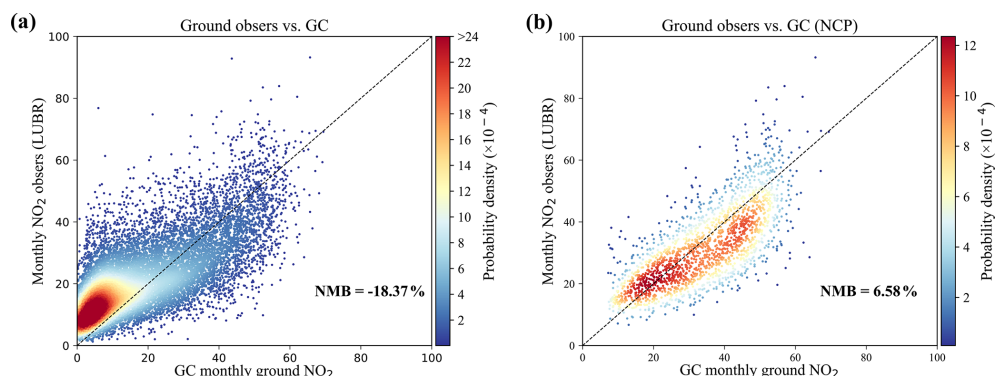 (a)
Ground obsers vs. GC
100
80
60
40
20
0
Monthly NO₂ obsers (LUBR)
0 20 40 60 80 100
GC monthly ground NO₂
NMB = -18.37%
>24
22
20
18
16
14
12
10
8
6
4
2
Probability density (×10⁻⁴)
(b)
Ground obsers vs. GC (NCP)
100
80
60
40
20
0
Monthly NO₂ obsers (LUBR)
0 20 40 60 80 100
GC monthly ground NO₂
NMB = 6.58%
12
10
8
6
4
2
Probability density (×10⁻⁴)